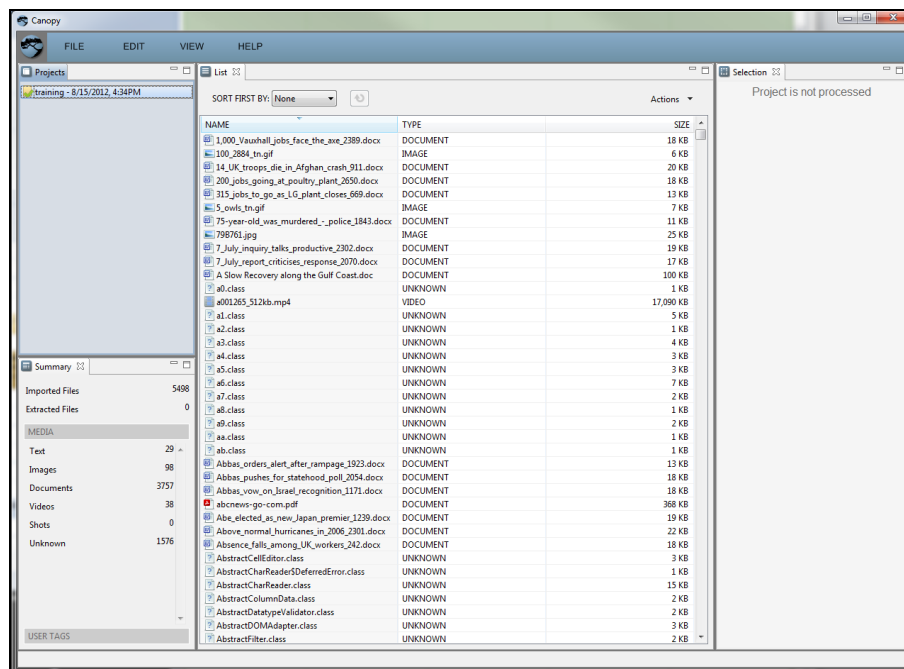 Canopy
FILE EDIT VIEW HELP
Projects
training - 8/15/2012, 4:34PM
Summary
Imported Files 5498
Extracted Files 0
MEDIA
Text 29
Images 98
Documents 3757
Videos 38
Shots 0
Unknown 1576
USER TAGS
List
SORT FIRST BY: None Actions
NAME TYPE SIZE
1,000_Vauxhall_jobs_face_the_axe_2389.docx DOCUMENT 18 KB
100_2884_tn.gif IMAGE 6 KB
14_UK_troops_die_in_Afghan_crash_911.docx DOCUMENT 20 KB
200_jobs_going_at_poultry_plant_2650.docx DOCUMENT 18 KB
315_jobs_to_go_as_LG_plant_closes_669.docx DOCUMENT 13 KB
5_owls_tn.gif IMAGE 7 KB
75-year-old_was_murdered_-_police_1843.docx DOCUMENT 11 KB
798761.jpg IMAGE 25 KB
7_July_inquiry_talks_productive_2302.docx DOCUMENT 19 KB
7_July_report_criticises_response_2070.docx DOCUMENT 17 KB
A Slow Recovery along the Gulf Coast.doc DOCUMENT 100 KB
a0.class UNKNOWN 1 KB
a001265_512kb.mp4 VIDEO 17,090 KB
a1.class UNKNOWN 5 KB
a2.class UNKNOWN 1 KB
a3.class UNKNOWN 4 KB
a4.class UNKNOWN 3 KB
a5.class UNKNOWN 3 KB
a6.class UNKNOWN 7 KB
a7.class UNKNOWN 2 KB
a8.class UNKNOWN 1 KB
a9.class UNKNOWN 2 KB
aa.class UNKNOWN 1 KB
ab.class UNKNOWN 1 KB
Abbas_orders_alert_after_rampage_1923.docx DOCUMENT 13 KB
Abbas_pushes_for_statehood_poll_2054.docx DOCUMENT 18 KB
Abbas_vow_on_Israel_recognition_1171.docx DOCUMENT 18 KB
abcnews-go-com.pdf DOCUMENT 368 KB
Abe_elected_as_new_Japan_premier_1239.docx DOCUMENT 19 KB
Above_normal_hurricanes_in_2006_2301.docx DOCUMENT 22 KB
Absence_falls_among_UK_workers_242.docx DOCUMENT 18 KB
AbstractCellEditor.class UNKNOWN 3 KB
AbstractCharReader$DeferredError.class UNKNOWN 1 KB
AbstractCharReader.class UNKNOWN 15 KB
AbstractColumnData.class UNKNOWN 2 KB
AbstractDatatypeValidator.class UNKNOWN 2 KB
AbstractDOMAdapter.class UNKNOWN 3 KB
AbstractFilter.class UNKNOWN 2 KB
Selection
Project is not processed